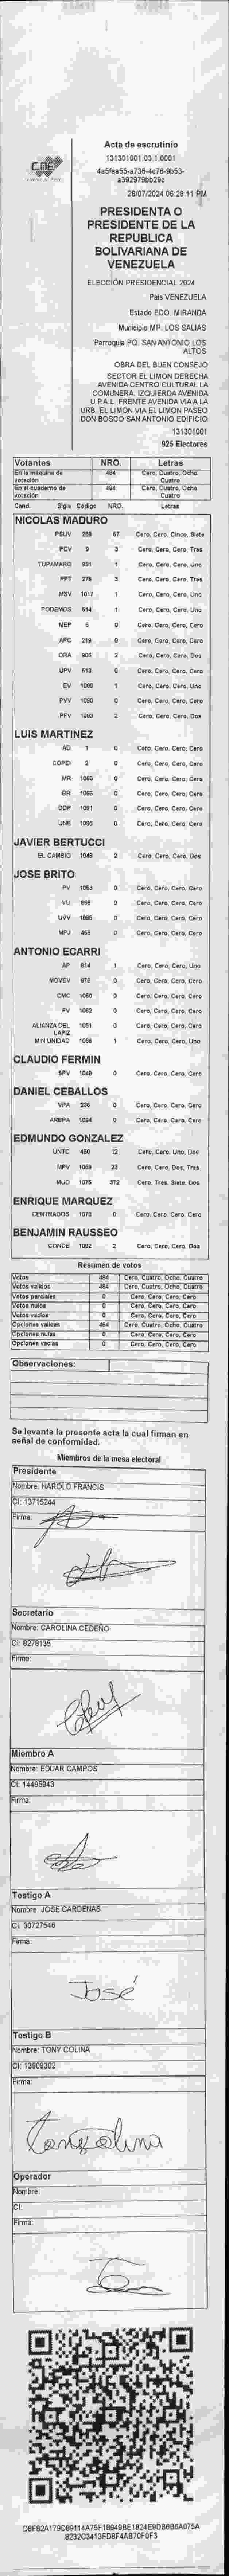 CNE
Acta de escrutinio
131301001.03.1.0001
4a5fea55-a736-4c76-9b53-
a392979bb29c
28/07/2024 06:28:11 PM
PRESIDENTA O
PRESIDENTE DE LA
REPUBLICA
BOLIVARIANA DE
VENEZUELA
ELECCIÓN PRESIDENCIAL 2024
Pais VENEZUELA
Estado EDO. MIRANDA
Municipio MP. LOS SALIAS
Parroquia PQ. SAN ANTONIO LOS
ALTOS
OBRA DEL BUEN CONSEJO
SECTOR EL LIMON DERECHA
AVENIDA CENTRO CULTURAL LA
COMUNERA. IZQUIERDA AVENIDA
U.P.A.L FRENTE AVENIDA VIA A LA
URB. EL LIMON VIA EL LIMON PASEO
DON BOSCO SAN ANTONIO EDIFICIO
131301001
925 Electores
Votantes NRO. Letras
En la maquina de votación 484 Cero, Cuatro, Ocho, Cuatro
En el cuaderno de votación 484 Cero, Cuatro, Ocho, Cuatro
Cand. Sigla Código NRO. Letras
NICOLAS MADURO
PSUV 57 Cero, Cero, Cinco, Siete
PCV 9 3 Cero, Cero, Cero, Tres
TUPAMARO 931 1 Cero, Cero, Cero, Uno
PPT 278 3 Cero, Cero, Cero, Tres
MSV 1017 1 Cero, Cero, Cero, Uno
PODEMOS 614 1 Cero, Cero, Cero, Uno
MEP 6 0 Cero, Cero, Cero, Cero
APC 219 0 Cero, Cero, Cero, Cero
ORA 906 2 Cero, Cero, Cero, Dos
UPV 613 0 Cero, Cero, Cero, Cero
EV 1089 1 Cero, Cero, Cero, Uno
PVV 1090 0 Cero, Cero, Cero, Cero
PFV 1093 2 Cero, Cero, Cero, Dos
LUIS MARTINEZ
AD 1 0 Cero, Cero, Cero, Cero
COPEI 2 0 Cero, Cero, Cero, Cero
MR 0 Cero, Cero, Cero, Cero
BR 0 Cero, Cero, Cero, Cero
DDP 1091 0 Cero, Cero, Cero, Cero
UNE 0 Cero, Cero, Cero, Cero
JAVIER BERTUCCI
EL CAMBIO 1048 2 Cero, Cero, Cero, Dos
JOSE BRITO
PV 1063 0 Cero, Cero, Cero, Cero
VU 868 0 Cero, Cero, Cero, Cero
UVV 1096 0 Cero, Cero, Cero, Cero
MPJ 458 0 Cero, Cero, Cero, Cero
ANTONIO ECARRI
AP 914 1 Cero, Cero, Cero, Uno
MOVEV 978 0 Cero, Cero, Cero, Cero
CMC 1060 0 Cero, Cero, Cero, Cero
FV 1062 0 Cero, Cero, Cero, Cero
ALIANZA DEL LAPIZ 1051 0 Cero, Cero, Cero, Cero
MIN UNIDAD 1 Cero, Cero, Cero, Uno
CLAUDIO FERMIN
SPV 1049 0 Cero, Cero, Cero, Cero
DANIEL CEBALLOS
VPA 236 0 Cero, Cero, Cero, Cero
AREPA 1094 0 Cero, Cero, Cero, Cero
EDMUNDO GONZALEZ
UNTC 460 12 Cero, Cero, Uno, Dos
MPV 1069 23 Cero, Cero, Dos, Tres
MUD 1075 372 Cero, Tres, Siete, Dos
ENRIQUE MARQUEZ
CENTRADOS 1073 0 Cero, Cero, Cero, Cero
BENJAMIN RAUSSEO
CONDE 1092 2 Cero, Cero, Cero, Dos
Resumen de votos
Votos 484 Cero, Cuatro, Ocho, Cuatro
Votos validos 484 Cero, Cuatro, Ocho, Cuatro
Votos parciales 0 Cero, Cero, Cero, Cero
Votos nulos 0 Cero, Cero, Cero, Cero
Votos vacios 0 Cero, Cero, Cero, Cero
Opciones validas 484 Cero, Cuatro, Ocho, Cuatro
Opciones nulas 0 Cero, Cero, Cero, Cero
Opciones vacias 0 Cero, Cero, Cero, Cero
Observaciones:
Se levanta la presente acta la cual firman en
señal de conformidad.
Miembros de la mesa electoral
Presidente
Nombre: HAROLD FRANCIS
CI: 13715244
Firma:
Secretario
Nombre: CAROLINA CEDEÑO
CI: 8278135
Firma:
Miembro A
Nombre: EDUAR CAMPOS
CI: 14495943
Firma:
Testigo A
Nombre: JOSE CARDENAS
CI: 30727546
Firma:
José
Testigo B
Nombre: TONY COLINA
CI: 13909302
Firma:
Operador
Nombre:
CI:
Firma:
D8F82A179D89114A75F1B949BE1824E9DB6B6A075A
823203413FD8F4AB70F0F3